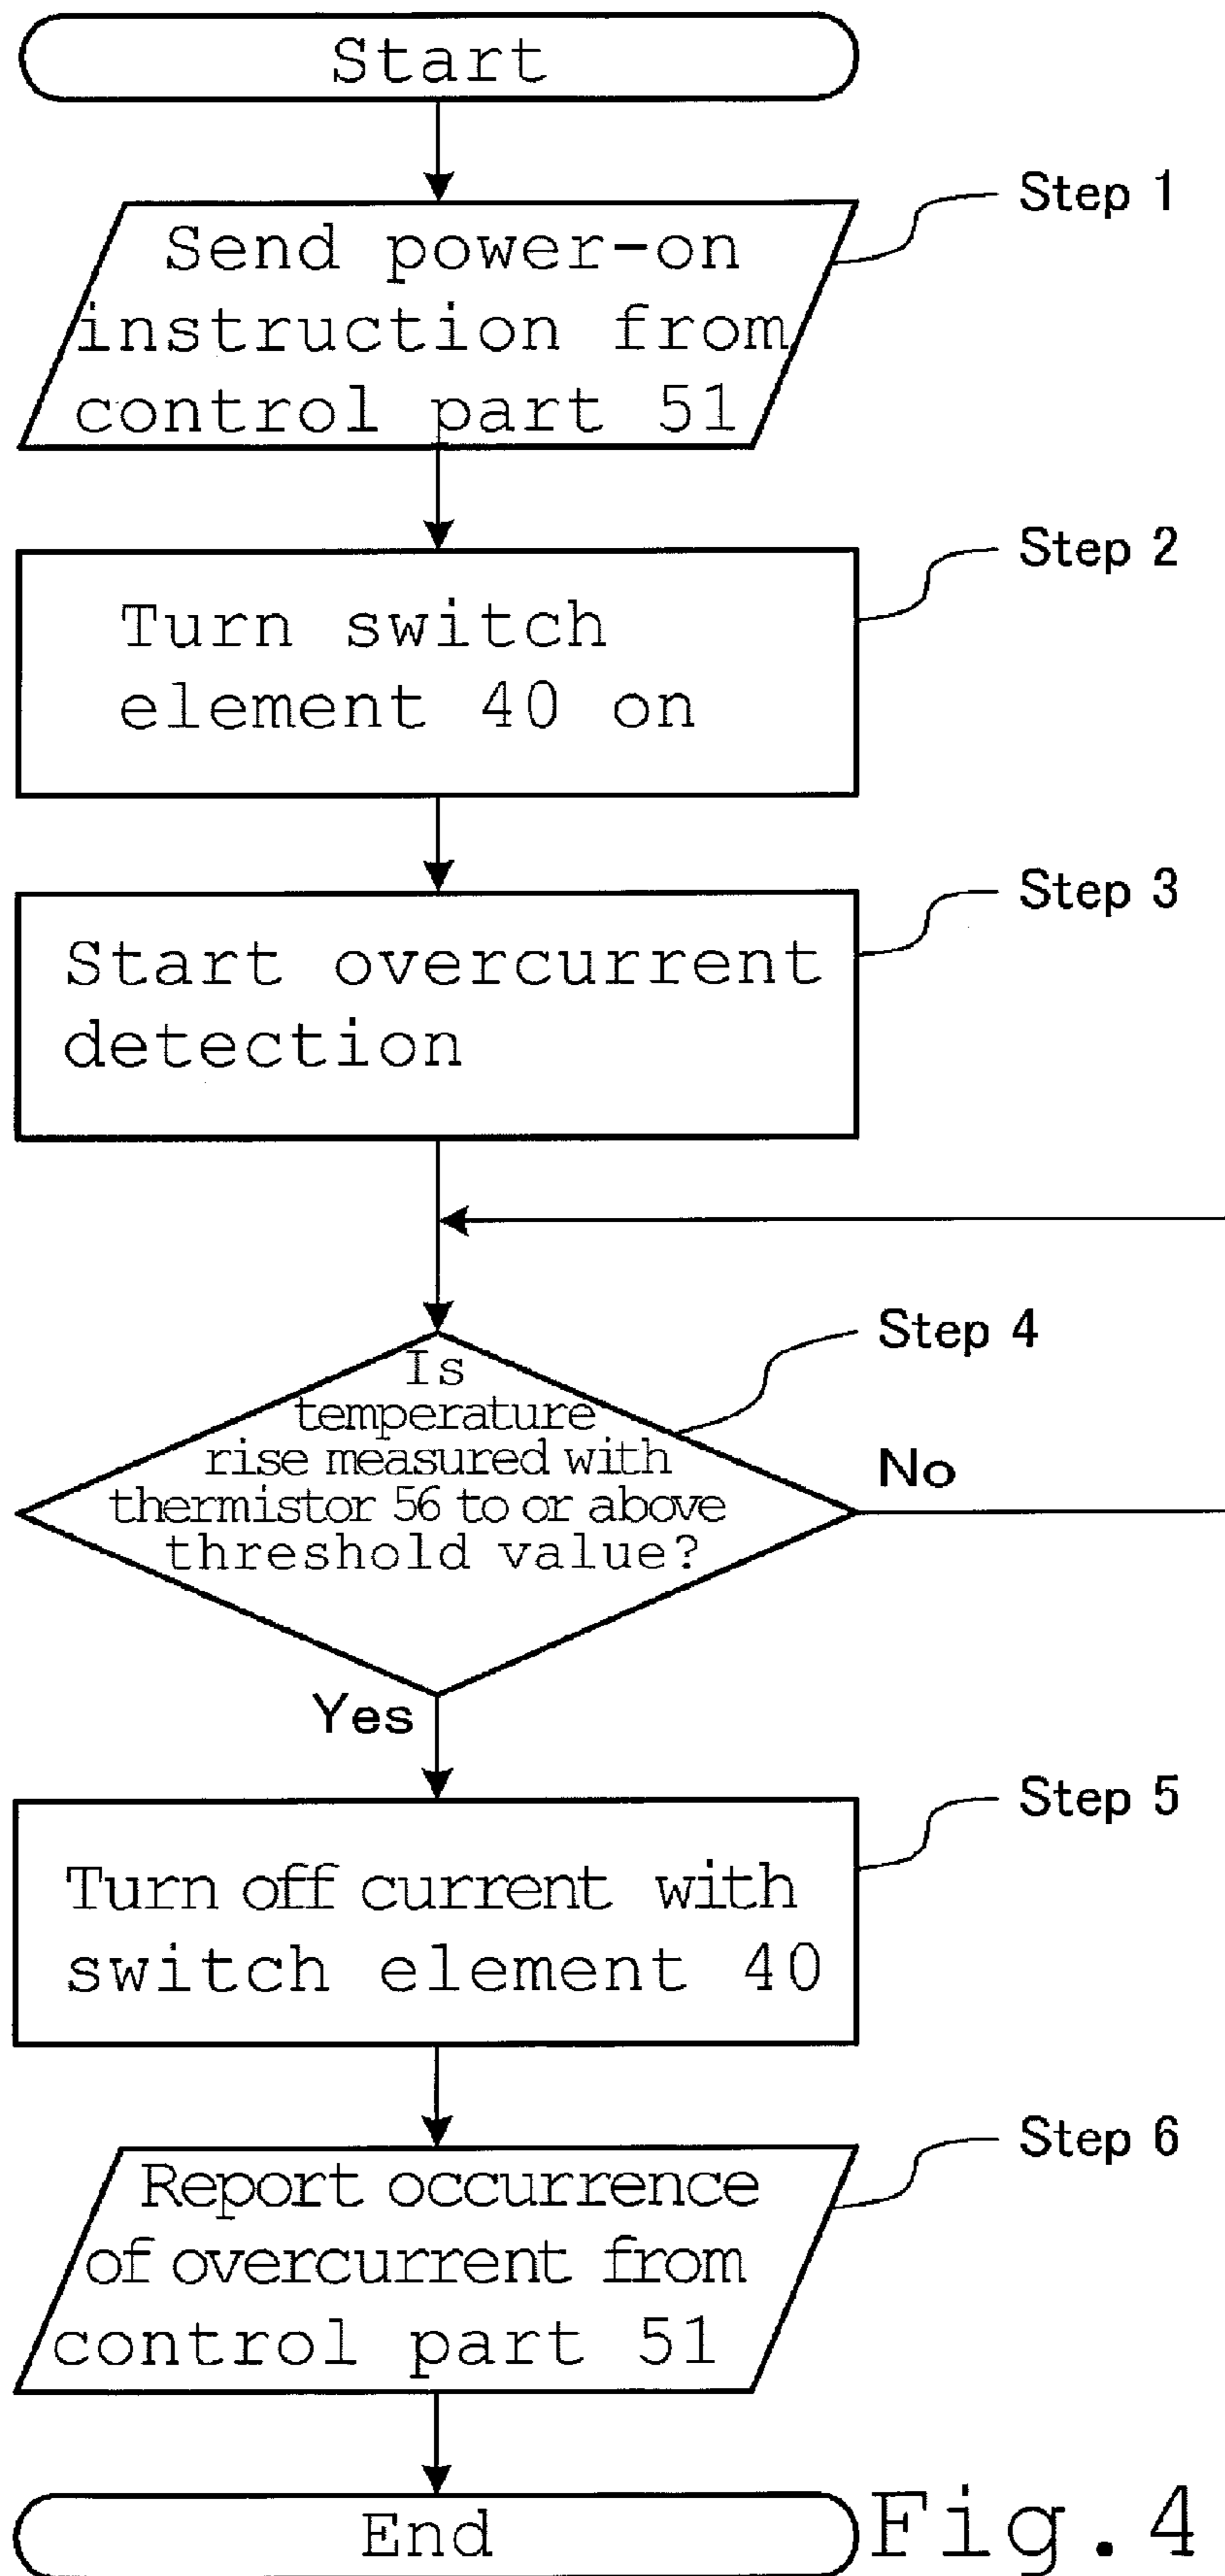 Start
Step 1
Send power-on
instruction from
control part 51
Step 2
Turn switch
element 40 on
Step 3
Start overcurrent
detection
Step 4
Is
temperature
rise measured with
thermistor 56 to or above
threshold value?
No
Yes
Step 5
Turn off current with
switch element 40
Step 6
Report occurrence
of overcurrent from
control part 51
End
Fig. 4